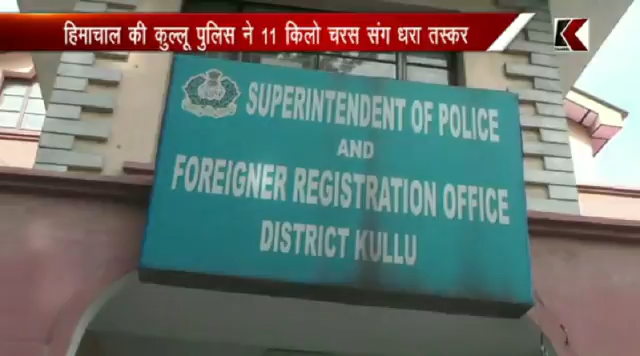 हिमाचल की कुल्लू पुलिस ने 11 किलो चरस संग धरा तस्कर
K
SUPERINTENDENT OF POLICE
AND
FOREIGNER REGISTRATION OFFICE
DISTRICT KULLU